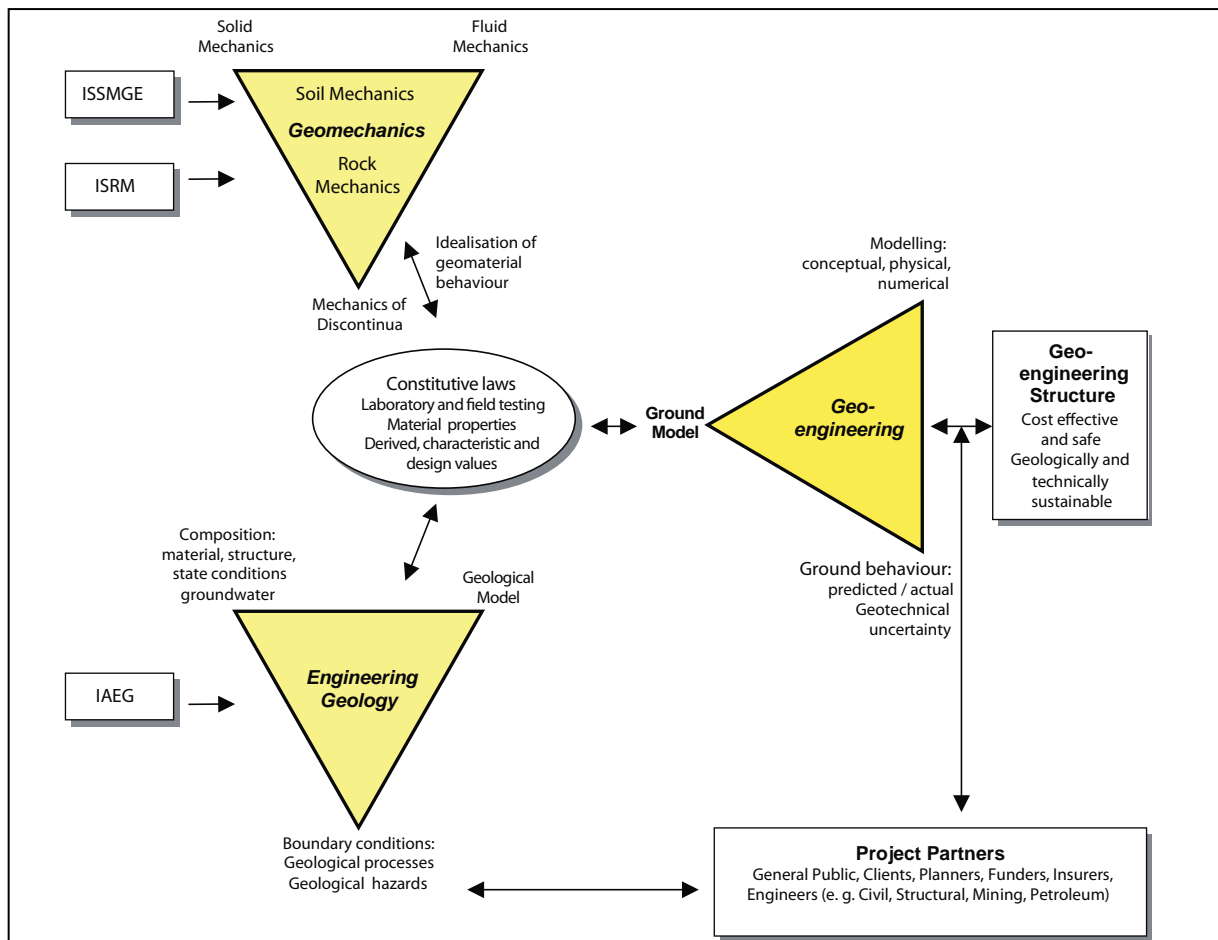 Solid
Mechanics
Fluid
Mechanics
ISSMGE
Soil Mechanics
Geomechanics
Rock
Mechanics
ISRM
Idealisation of
geomaterial
behaviour
Mechanics of
Discontinua
Modelling:
conceptual, physical,
numerical
Constitutive laws
Laboratory and field testing
Material properties
Derived, characteristic and
design values
Ground
Model
Geo-
engineering
Geo-
engineering
Structure
Cost effective
and safe
Geologically and
technically
sustainable
Composition:
material, structure,
state conditions
groundwater
Geological
Model
Ground behaviour:
predicted / actual
Geotechnical
uncertainty
IAEG
Engineering
Geology
Boundary conditions:
Geological processes
Geological hazards
Project Partners
General Public, Clients, Planners, Funders, Insurers,
Engineers (e. g. Civil, Structural, Mining, Petroleum)